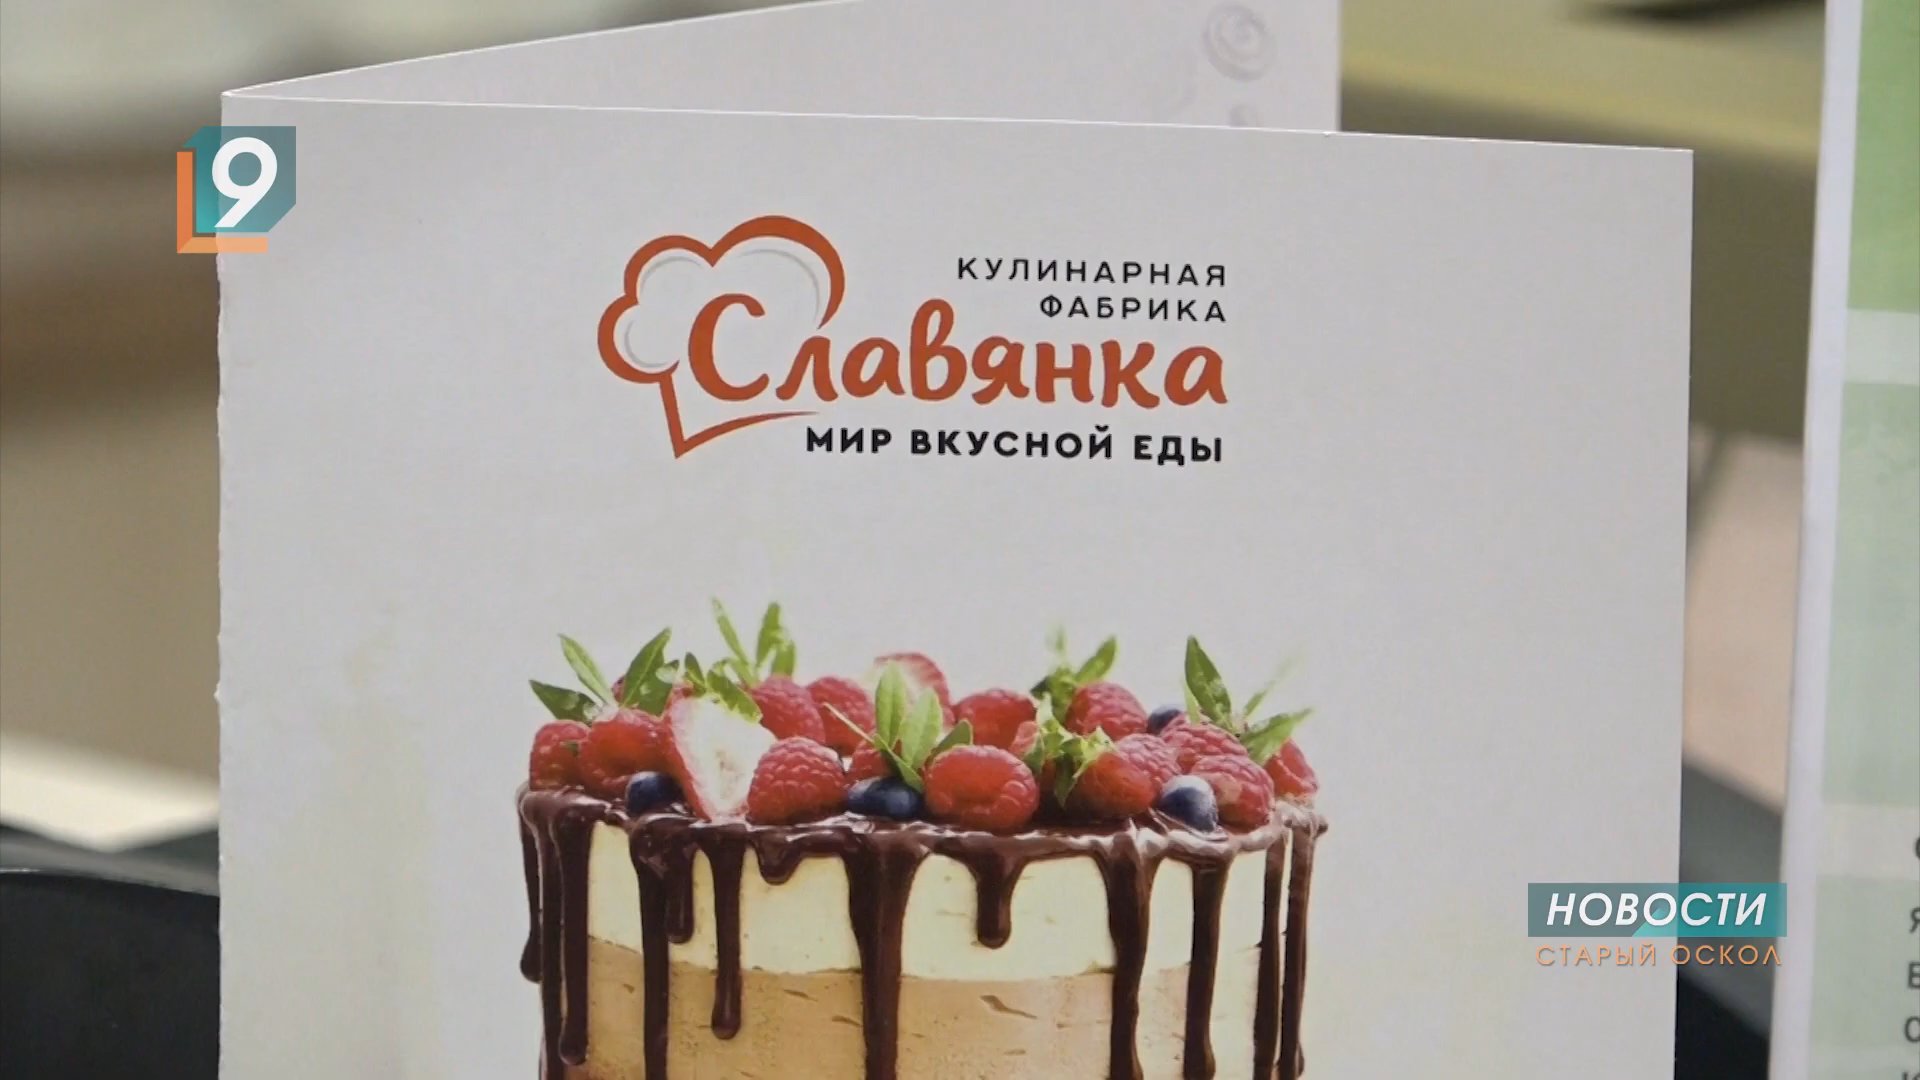 9
КУЛИНАРНАЯ
ФАБРИКА
Славянка
МИР ВКУСНОЙ ЕДЫ
НОВОСТИ
СТАРЫЙ ОСКОЛ